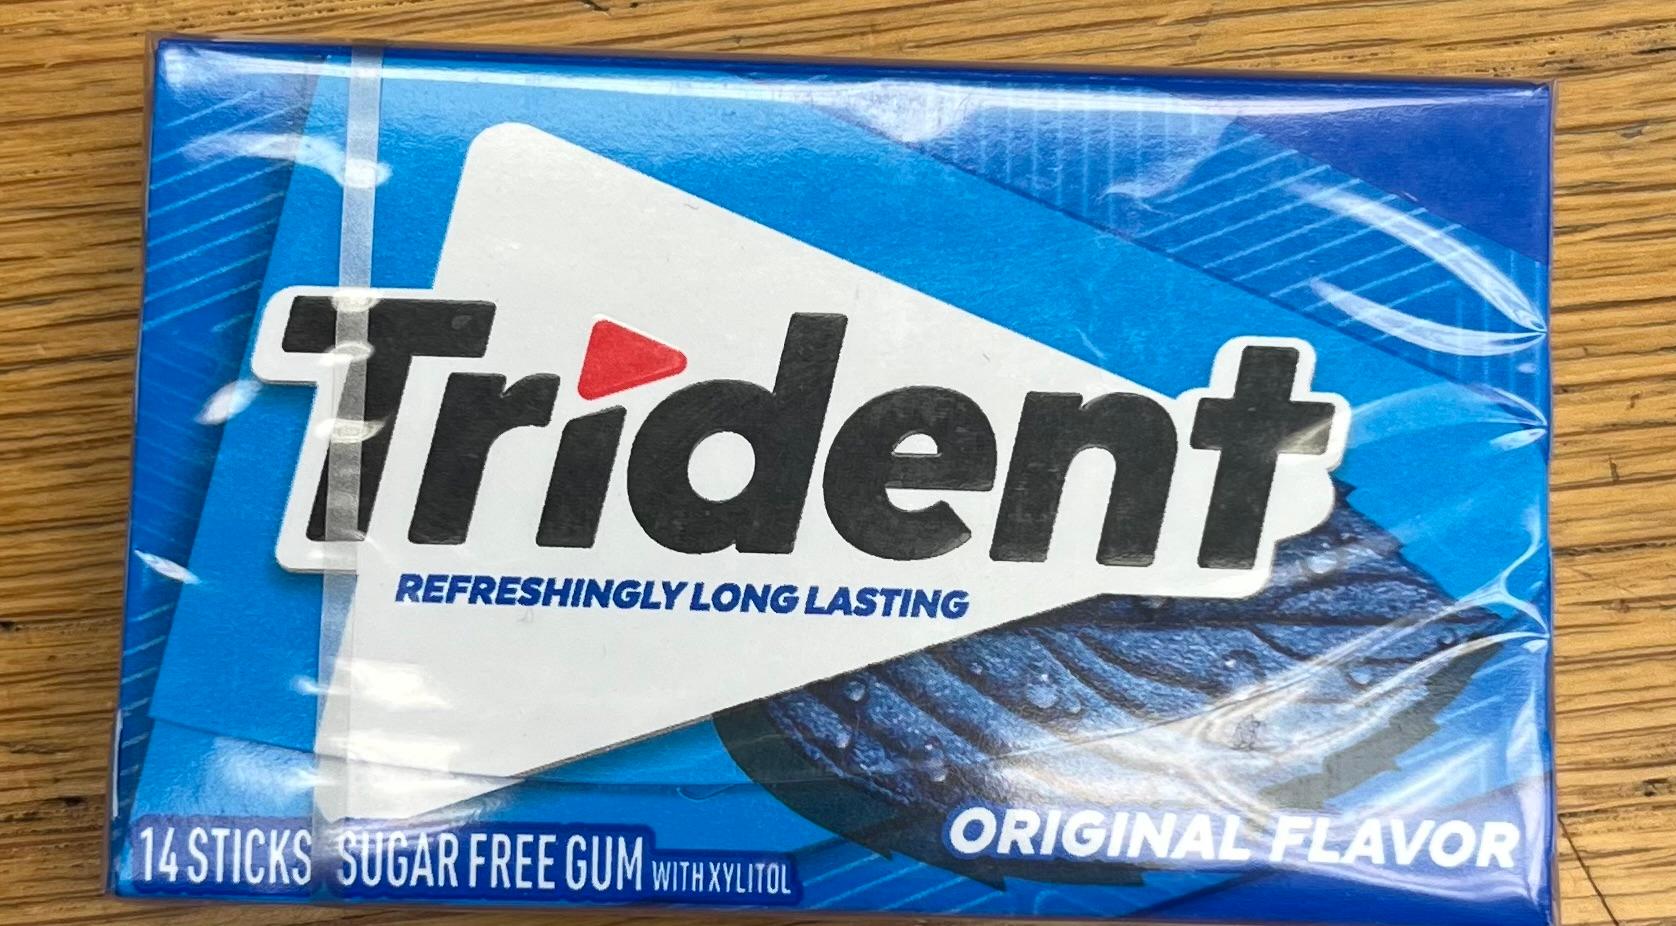 Trident
REFRESHINGLY LONG LASTING
ORIGINAL FLAVOR
14 STICKS SUGAR FREE GUM WITH XYLITOL